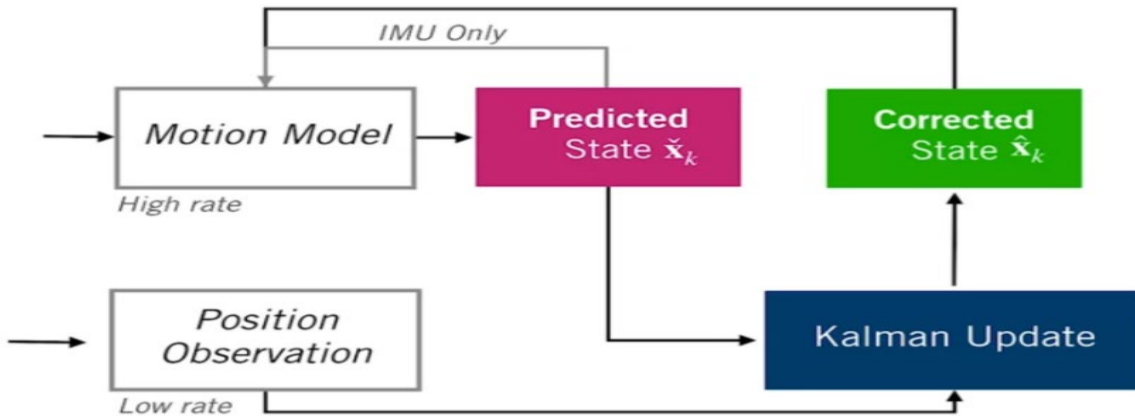 IMU Only
Motion Model
High rate
Predicted
State x̌ₖ
Corrected
State x̂ₖ
Position
Observation
Low rate
Kalman Update